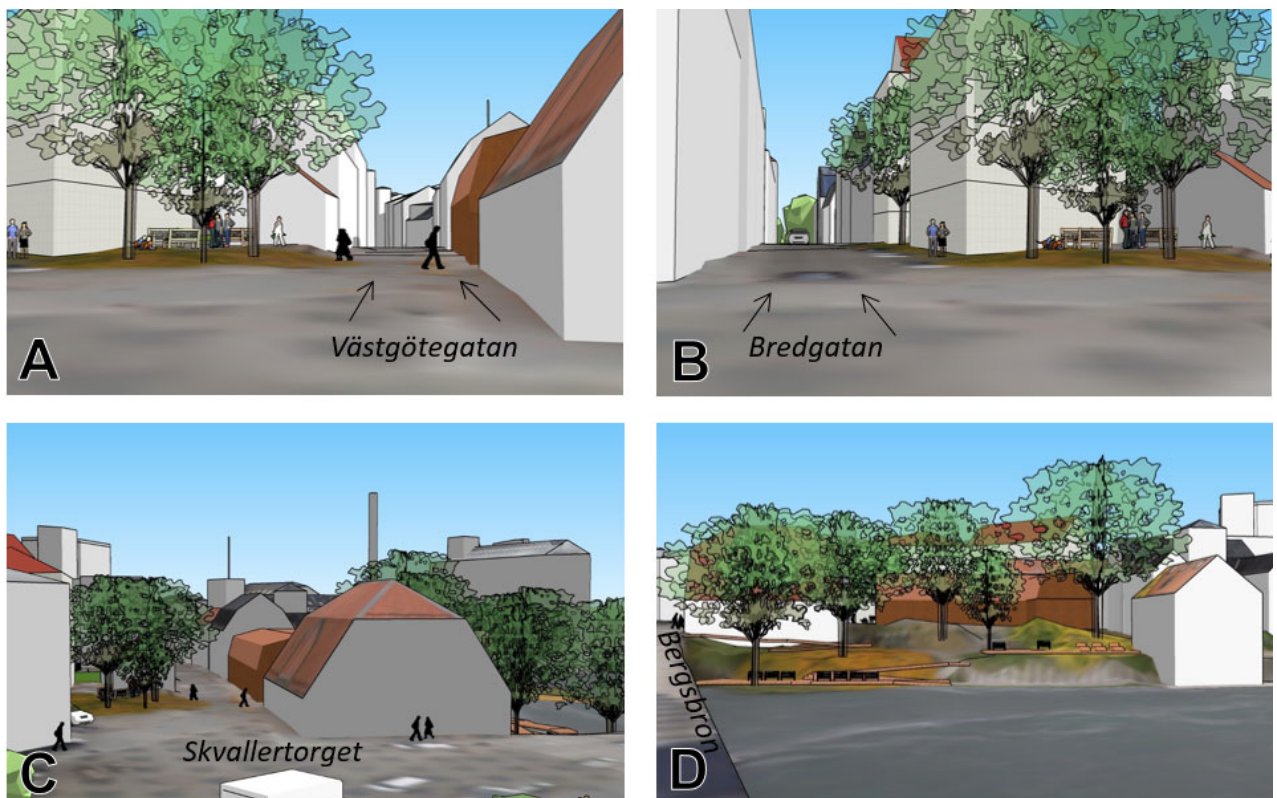 Västgötegatan
A
Bredgatan
B
Skvallertorget
C
Bergsbron
D